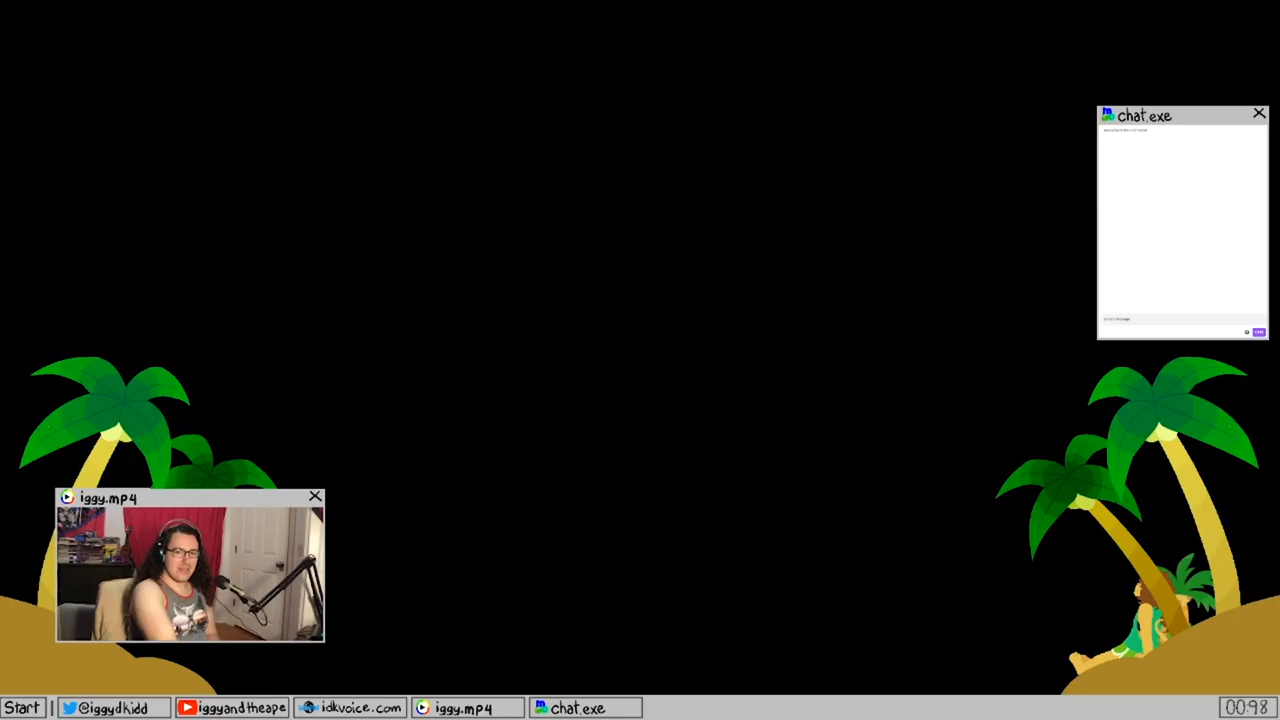 chat.exe
iggy.mp4
Start | @iggydkidd iggyandtheape idkvoice.com iggy.mp4 chat.exe 00:98